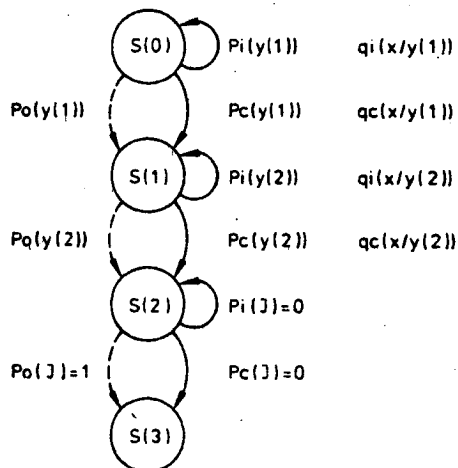 S(0) Pi(y(1)) qi(x/y(1))
Po(y(1)) Pc(y(1)) qc(x/y(1))
S(1) Pi(y(2)) qi(x/y(2))
Po(y(2)) Pc(y(2)) qc(x/y(2))
S(2) Pi(J)=0
Po(J)=1 Pc(J)=0
S(3)